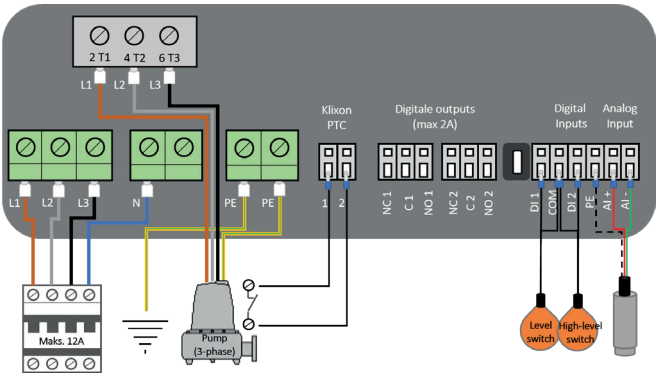 2 T1 4 T2 6 T3
L1 L2 L3
Klixon
PTC
Digitale outputs
(max 2A)
Digital
Inputs
Analog
Input
L1 L2 L3 N PE PE
1 2
NC 1
C 1
NO 1
NC 2
C 2
NO 2
DI 1
COM
DI 2
PE
AI +
AI -
Maks. 12A
Pump
(3-phase)
Level
switch
High-level
switch